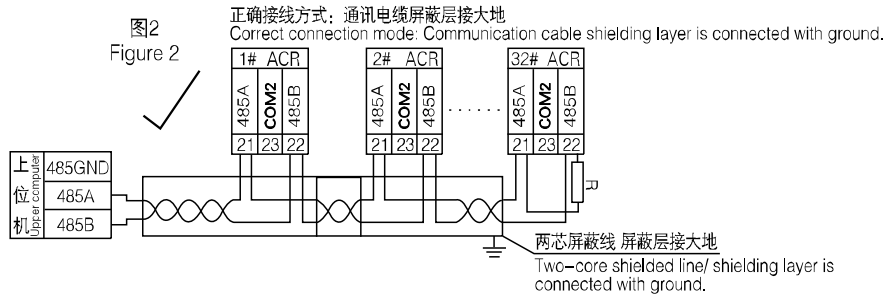 正确接线方式：通讯电缆屏蔽层接大地
Correct connection mode: Communication cable shielding layer is connected with ground.
图2
Figure 2
1# ACR
485A COM2 485B
21 23 22
2# ACR
485A COM2 485B
21 23 22
32# ACR
485A COM2 485B
21 23 22
R
上位机
Upper computer
485GND
485A
485B
两芯屏蔽线 屏蔽层接大地
Two-core shielded line/ shielding layer is
connected with ground.